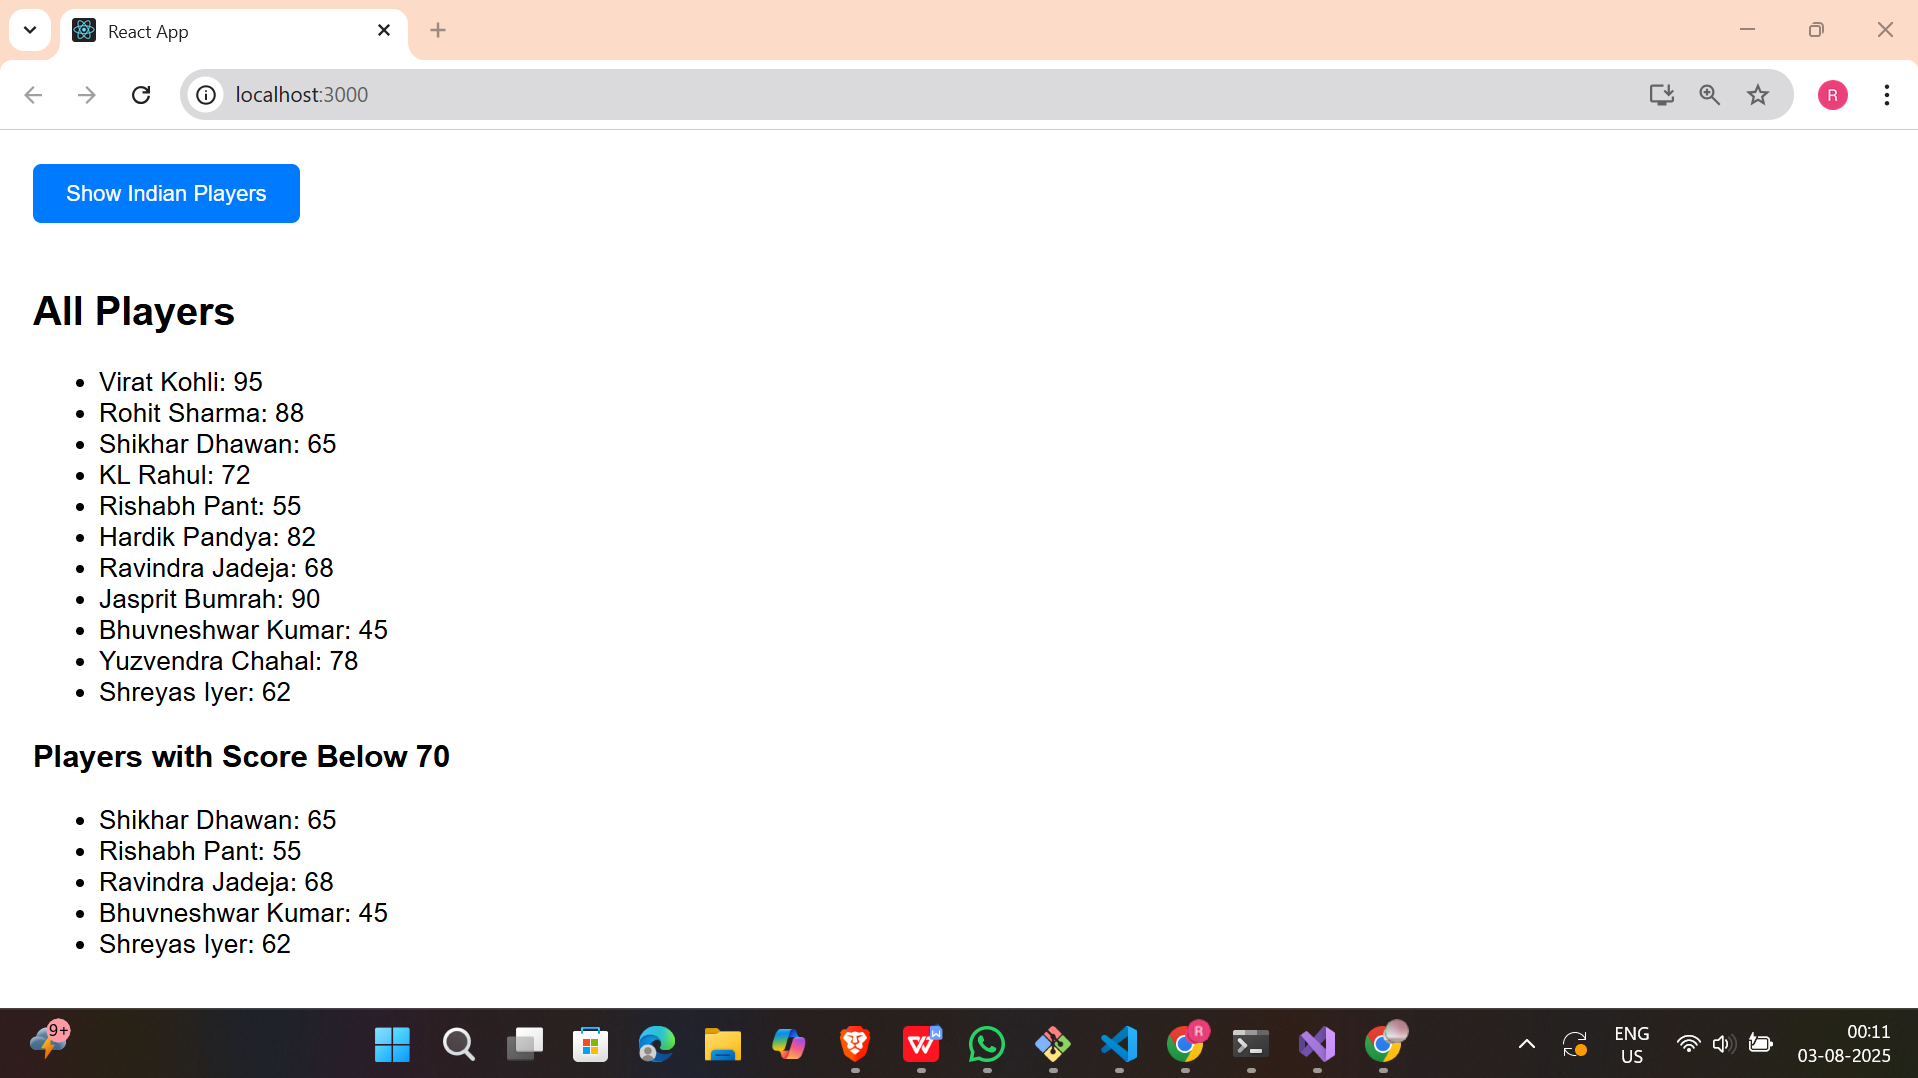 React App
localhost:3000
R
Show Indian Players
All Players
Virat Kohli: 95
Rohit Sharma: 88
Shikhar Dhawan: 65
KL Rahul: 72
Rishabh Pant: 55
Hardik Pandya: 82
Ravindra Jadeja: 68
Jasprit Bumrah: 90
Bhuvneshwar Kumar: 45
Yuzvendra Chahal: 78
Shreyas Iyer: 62
Players with Score Below 70
Shikhar Dhawan: 65
Rishabh Pant: 55
Ravindra Jadeja: 68
Bhuvneshwar Kumar: 45
Shreyas Iyer: 62
9+
W
W
R
ENG
US
00:11
03-08-2025